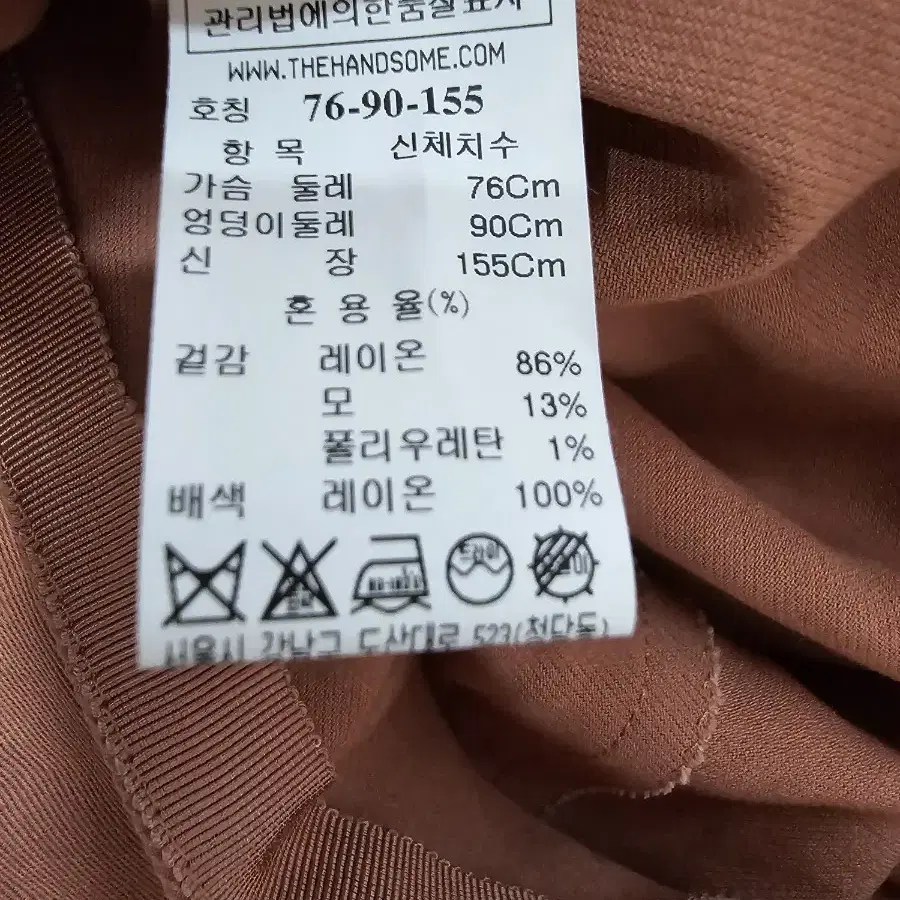 관리법에의한품질표시
WWW.THEHANDSOME.COM
호칭 76-90-155
항 목 신체치수
가슴 둘레 76Cm
엉덩이둘레 90Cm
신 장 155Cm
혼 용 율(%)
겉감 레이온 86%
모 13%
폴리우레탄 1%
배색 레이온 100%
드라이
서울시 강남구 도산대로 523(청담동)